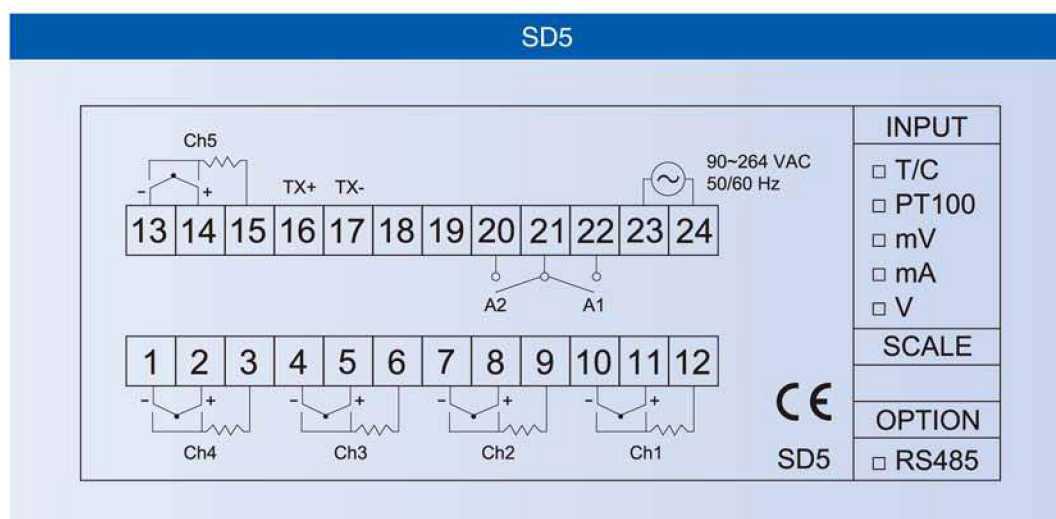 SD5
Ch5
- +
TX+ TX-
90~264 VAC
50/60 Hz
13 14 15 16 17 18 19 20 21 22 23 24
A2 A1
1 2 3 4 5 6 7 8 9 10 11 12
- + - + - + - +
Ch4 Ch3 Ch2 Ch1
CE
SD5
INPUT
□ T/C
□ PT100
□ mV
□ mA
□ V
SCALE
OPTION
□ RS485